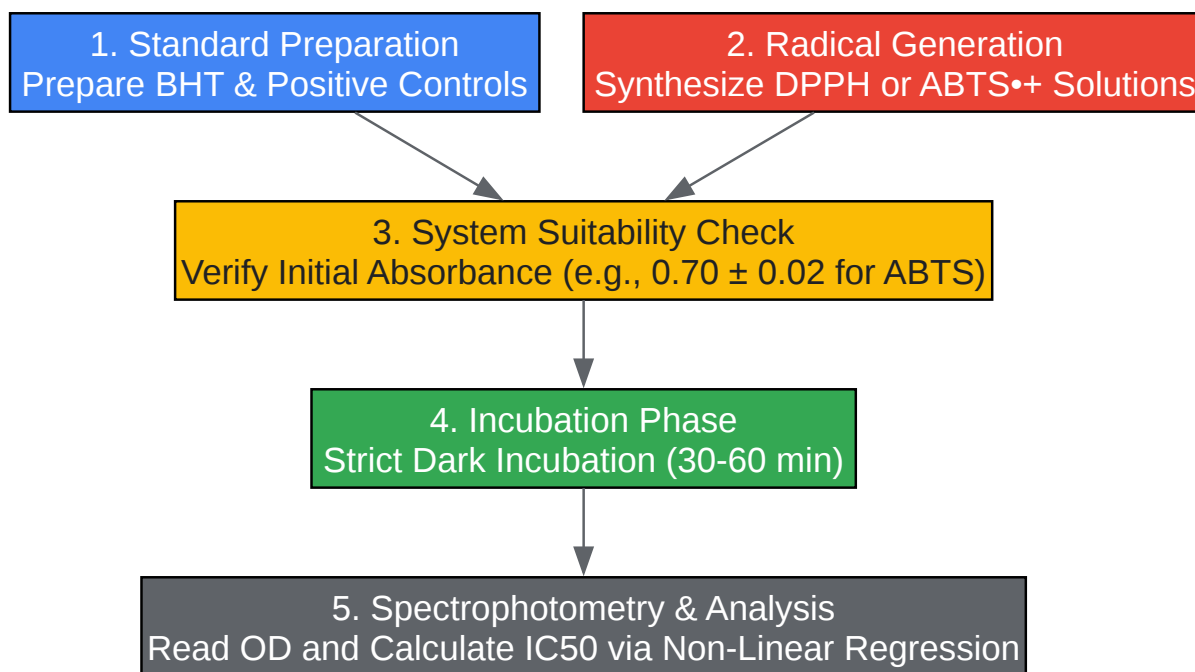 1. Standard Preparation
Prepare BHT & Positive Controls
2. Radical Generation
Synthesize DPPH or ABTS•+ Solutions
3. System Suitability Check
Verify Initial Absorbance (e.g., 0.70 ± 0.02 for ABTS)
4. Incubation Phase
Strict Dark Incubation (30-60 min)
5. Spectrophotometry & Analysis
Read OD and Calculate IC50 via Non-Linear Regression